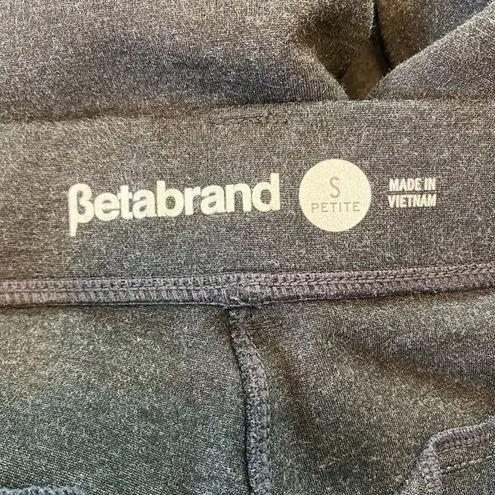 βetabrand
S
PETITE
MADE IN
VIETNAM